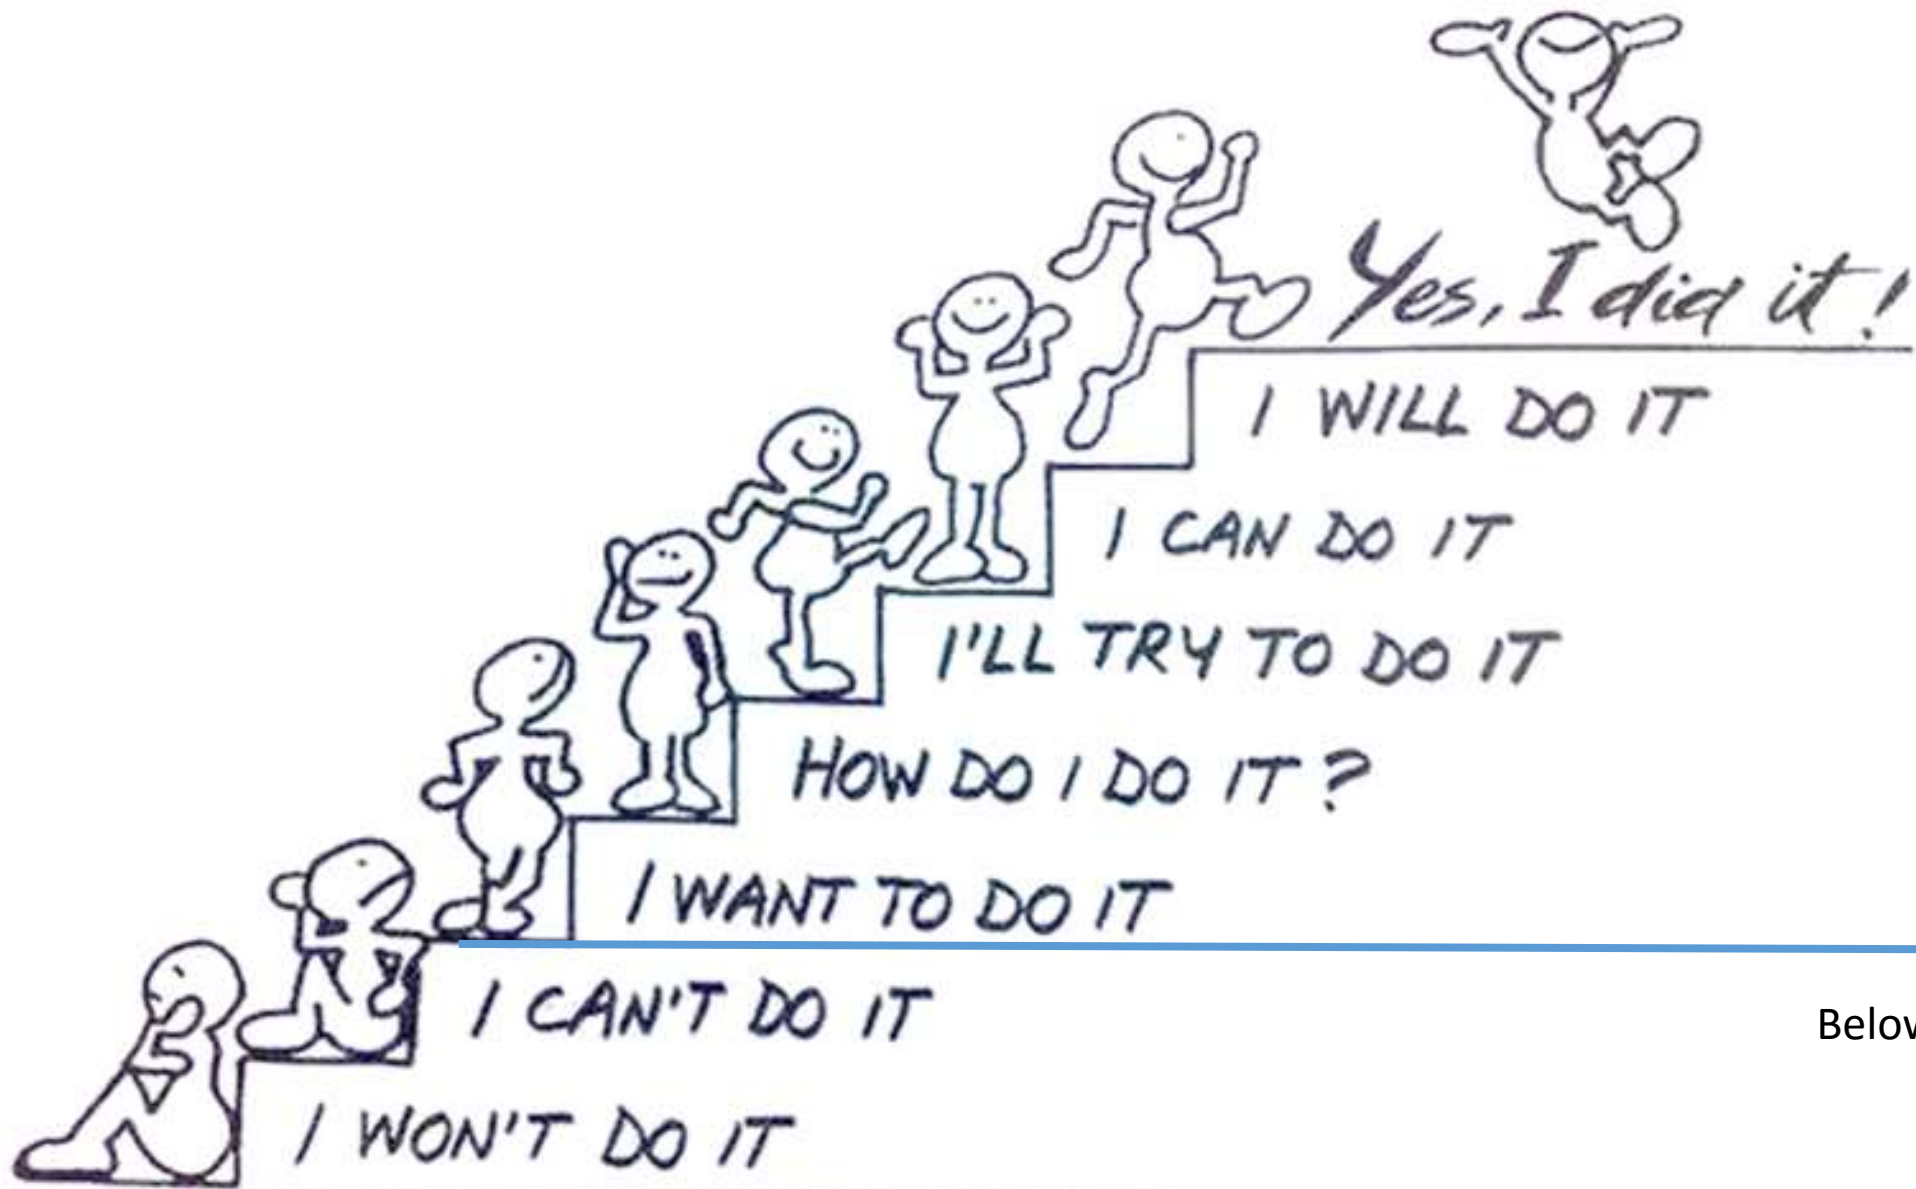 Yes, I did it!
I WILL DO IT
I CAN DO IT
I'LL TRY TO DO IT
HOW DO I DO IT?
I WANT TO DO IT
I CAN'T DO IT
Below
I WON'T DO IT